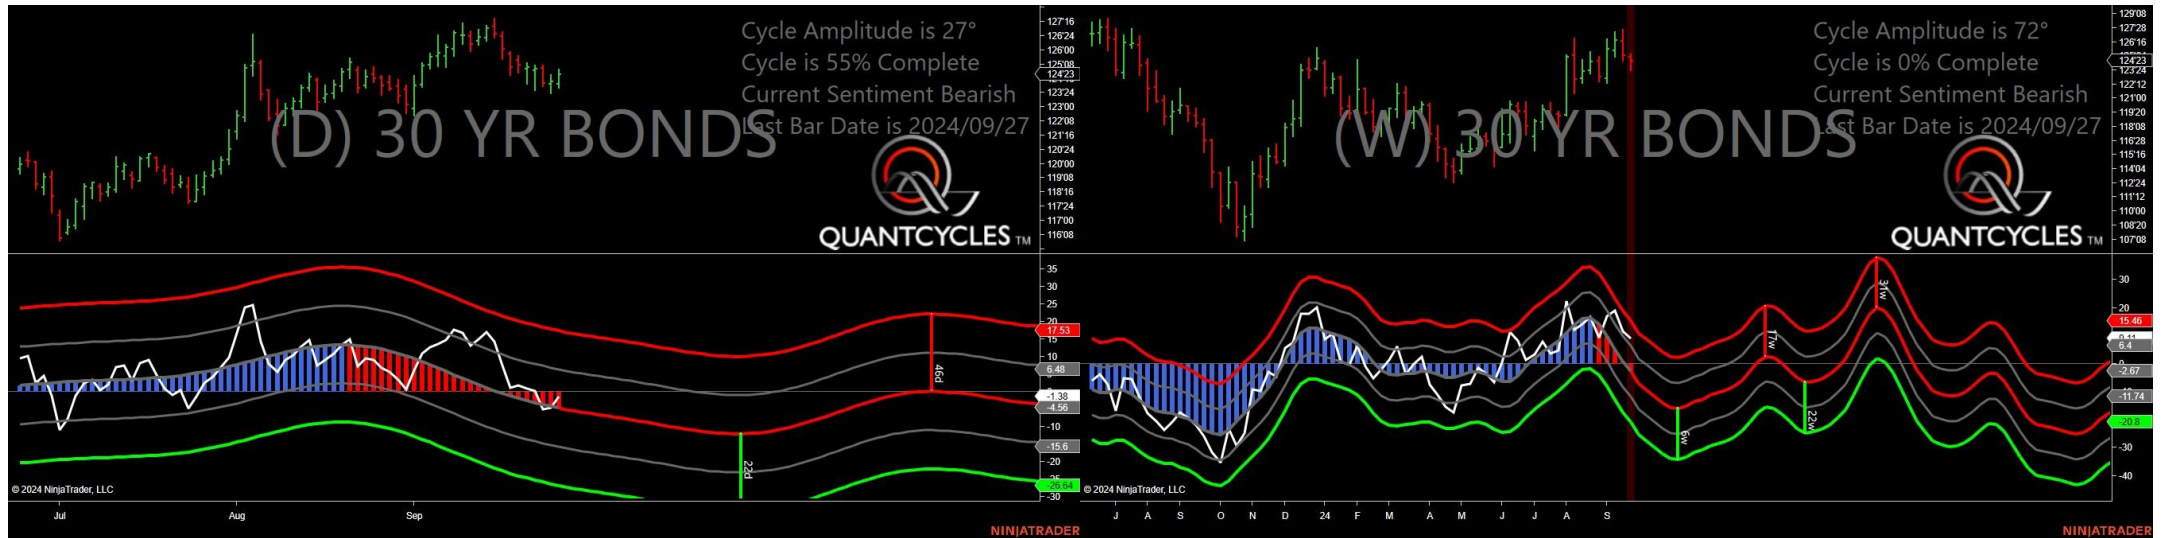 Cycle Amplitude is 27°
Cycle is 55% Complete
Current Sentiment Bearish
Last Bar Date is 2024/09/27
(D) 30 YR BONDS
QUANTCYCLES TM
127'16
126'24
126'00
125'08
124'23
123'24
123'00
122'08
121'16
120'24
120'00
119'08
118'16
117'24
117'00
116'08
35
30
25
20
17.53
15
10
6.48
-1.38
-4.56
-10
-15.6
-20
-26.64
-30
46d
22d
© 2024 NinjaTrader, LLC
Jul
Aug
Sep
NINJATRADER
Cycle Amplitude is 72°
Cycle is 0% Complete
Current Sentiment Bearish
Last Bar Date is 2024/09/27
(W) 30 YR BONDS
QUANTCYCLES TM
129'08
127'28
126'16
124'23
123'24
122'12
121'00
119'20
118'08
116'28
115'16
114'04
112'24
111'12
110'00
108'20
107'08
30
20
15.46
6.4
0
-2.67
-11.74
-20.8
-30
-40
6w
17w
22w
31w
© 2024 NinjaTrader, LLC
J A S O N D 24 F M A M J J A S
NINJATRADER